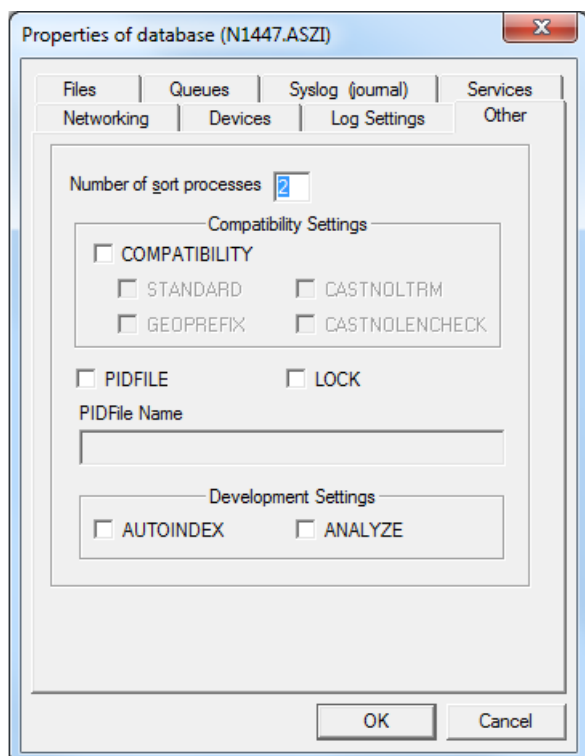 Properties of database (N1447.ASZI)
Files Queues Syslog (journal) Services
Networking Devices Log Settings Other
Number of sort processes 2
Compatibility Settings
COMPATIBILITY
STANDARD CASTNOLTRM
GEOPREFIX CASTNOLENCHECK
PIDFILE LOCK
PIDFile Name
Development Settings
AUTOINDEX ANALYZE
OK Cancel